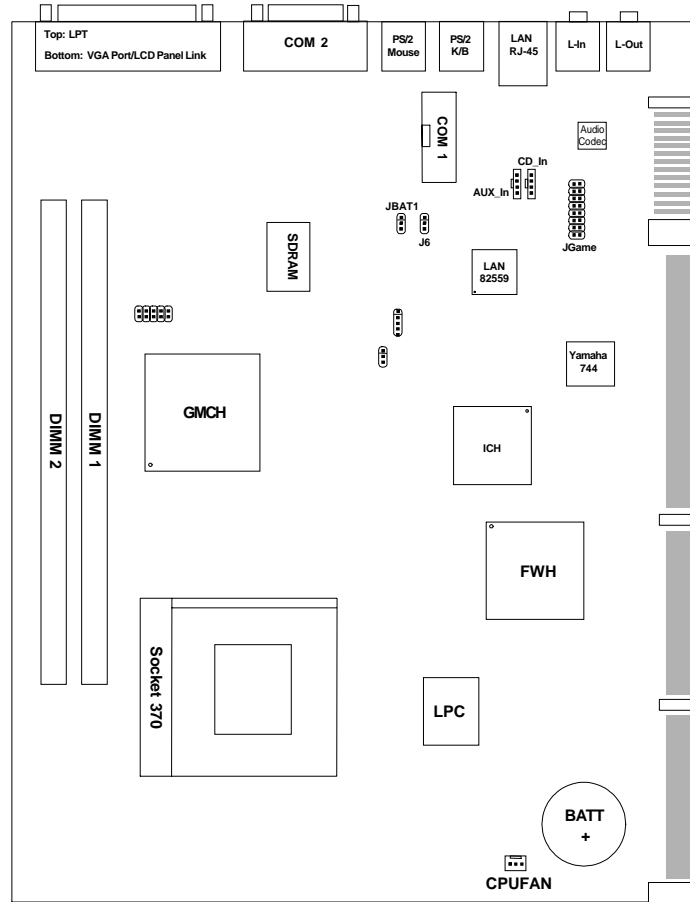 Top: LPT
Bottom: VGA Port/LCD Panel Link
COM 2
PS/2
Mouse
PS/2
K/B
LAN
RJ-45
L-In
L-Out
COM 1
Audio
Codec
CD_In
AUX_In
JBAT1
J6
JGame
SDRAM
LAN
82559
Yamaha
744
GMCH
DIMM 2
DIMM 1
ICH
FWH
Socket 370
LPC
BATT
+
CPUFAN